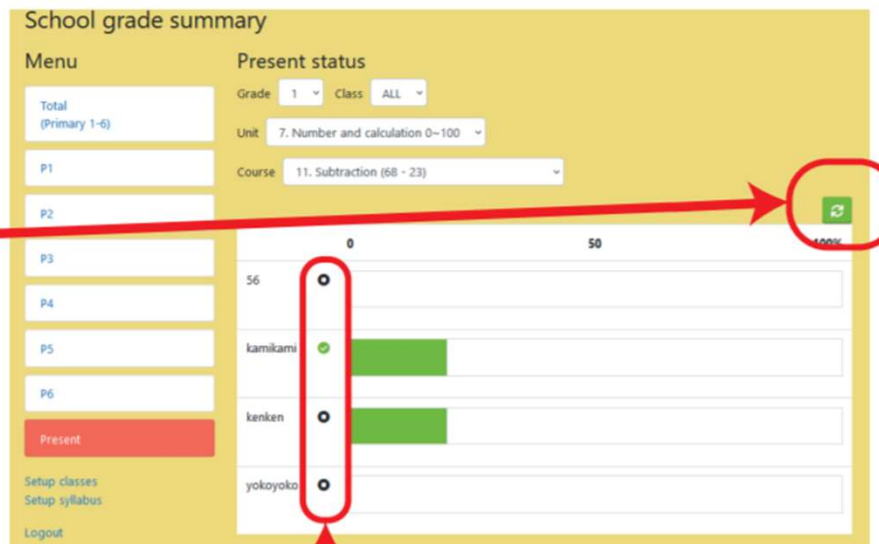 School grade summary
Menu
Total
(Primary 1-6)
P1
P2
P3
P4
P5
P6
Present
Setup classes
Setup syllabus
Logout
Present status
Grade 1 Class ALL
Unit 7. Number and calculation 0~100
Course 11. Subtraction (68 - 23)
0 50 100%
56
kamikami
kenken
yokoyoko